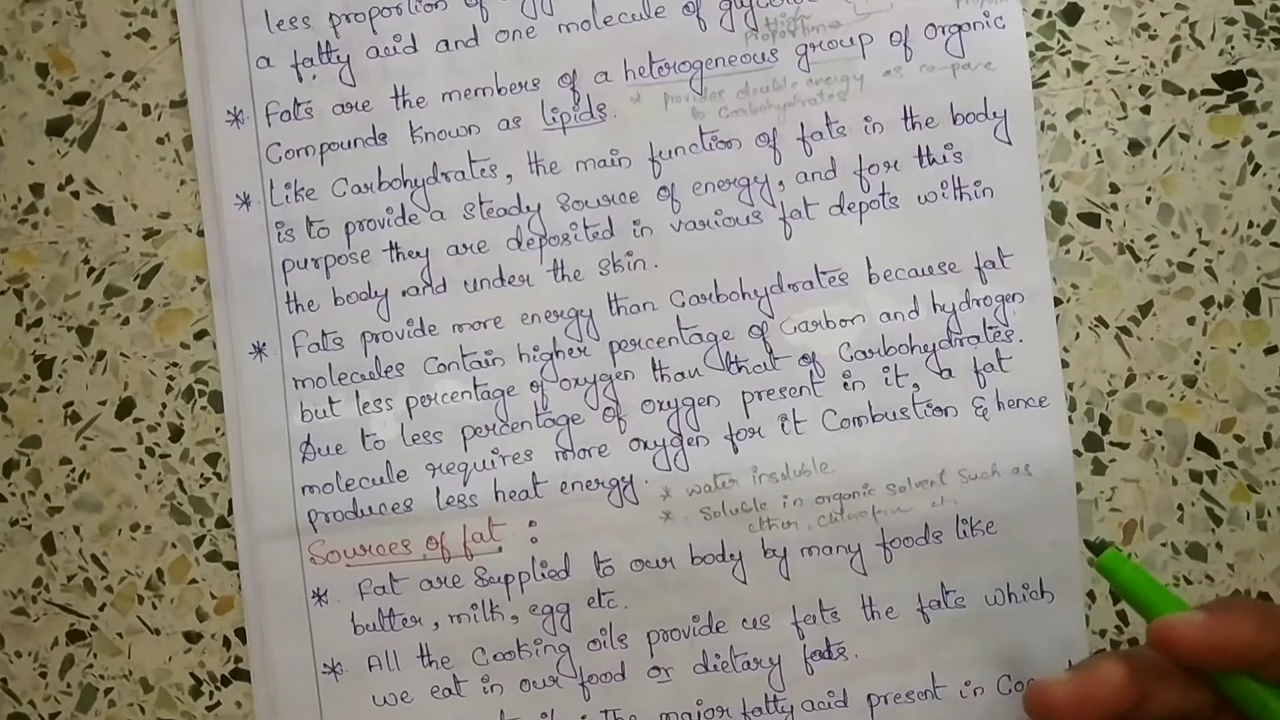 less proportion of
a fatty acid and one molecule of
proportion
* Fats are the members of a heterogeneous group of organic
Compounds known as lipids.
* provides double energy as compare
to Carbohydrates
* Like Carbohydrates, the main function of fats in the body
is to provide a steady source of energy, and for this
purpose they are deposited in various fat depots within
the body and under the skin.
* Fats provide more energy than Carbohydrates because fat
molecules Contain higher percentage of Carbon and hydrogen
but less percentage of oxygen than that of Carbohydrates.
Due to less percentage of oxygen present in it, a fat
molecule requires more oxygen for it Combustion & hence
produces less heat energy.
* water insoluble
* Soluble in organic solvent such as
Sources of fat :
* Fat are Supplied to our body by many foods like
butter, milk, egg etc.
* All the Cooking oils provide us fats the fats which
we eat in our food or dietary fats.
: The major fatty acid present in